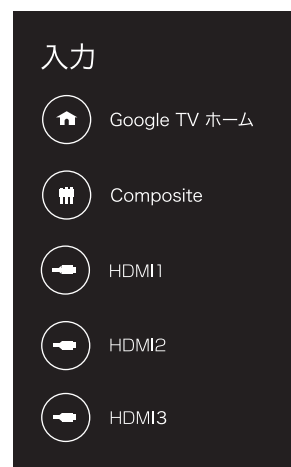 入力
Google TV ホーム
Composite
HDMI1
HDMI2
HDMI3